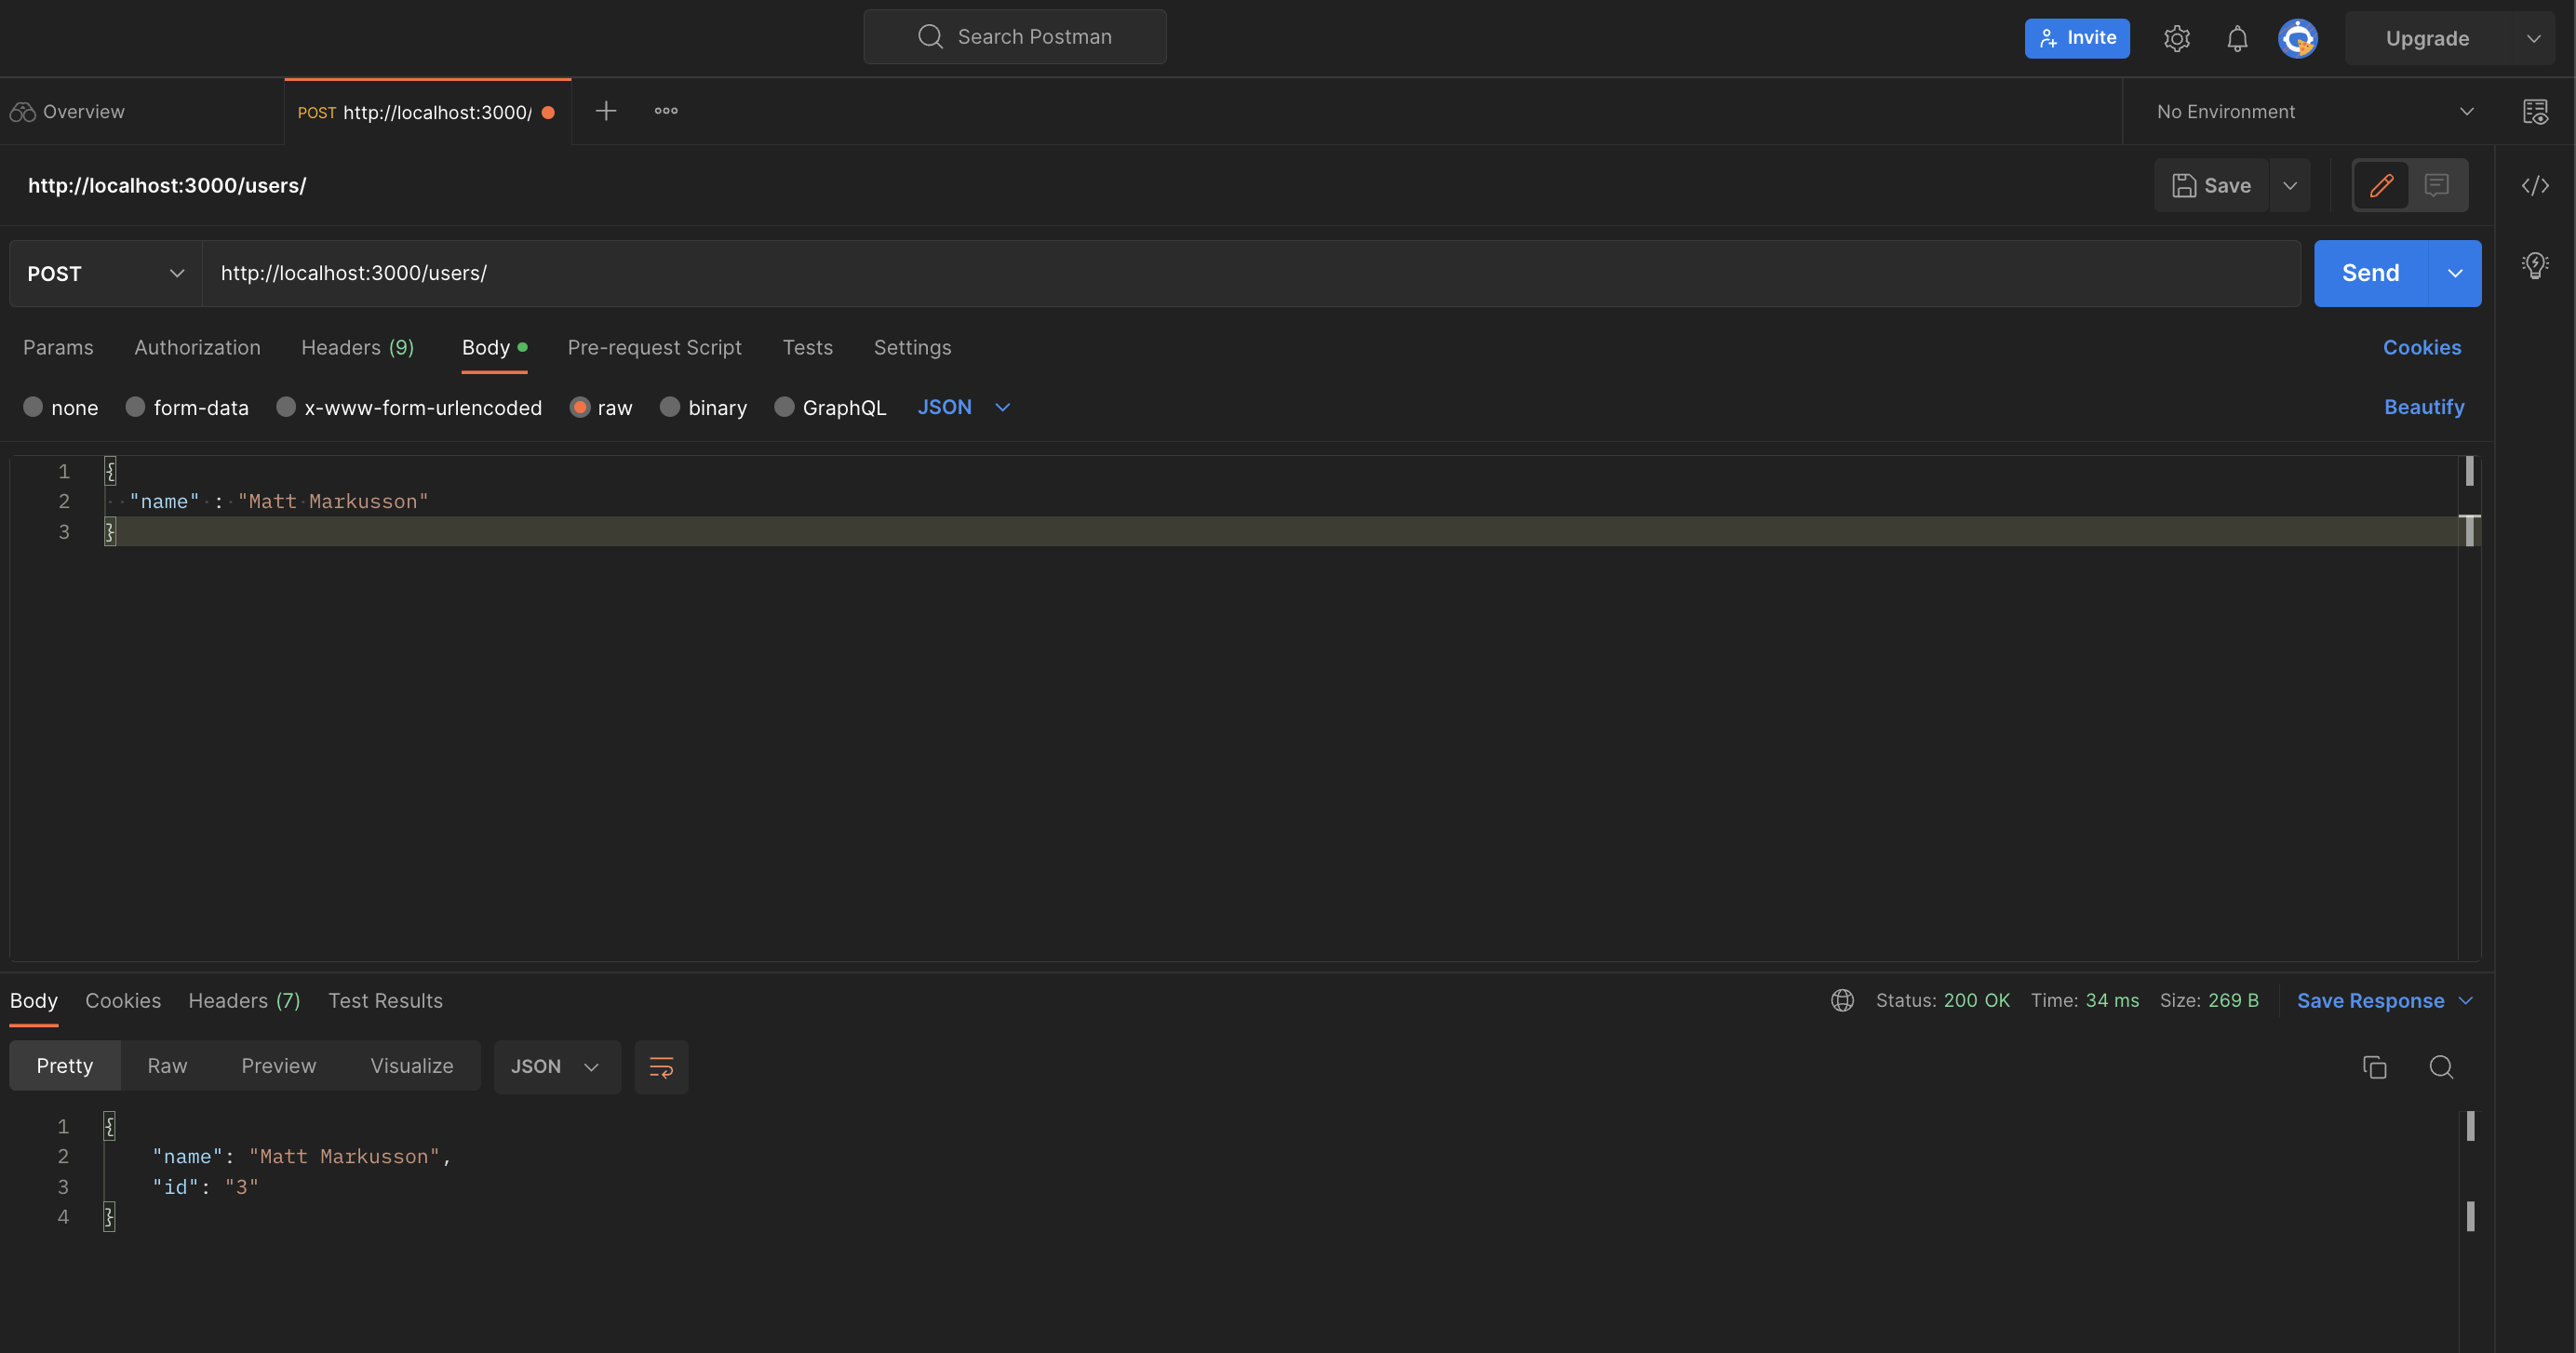 Search Postman
Invite
Upgrade
Overview
POST http://localhost:3000/
No Environment
http://localhost:3000/users/
Save
POST
http://localhost:3000/users/
Send
Params Authorization Headers (9) Body Pre-request Script Tests Settings Cookies
none form-data x-www-form-urlencoded raw binary GraphQL JSON Beautify
1 {
2 "name" : "Matt Markusson"
3 }
Body Cookies Headers (7) Test Results Status: 200 OK Time: 34 ms Size: 269 B Save Response
Pretty Raw Preview Visualize JSON
1 {
2 "name": "Matt Markusson",
3 "id": "3"
4 }